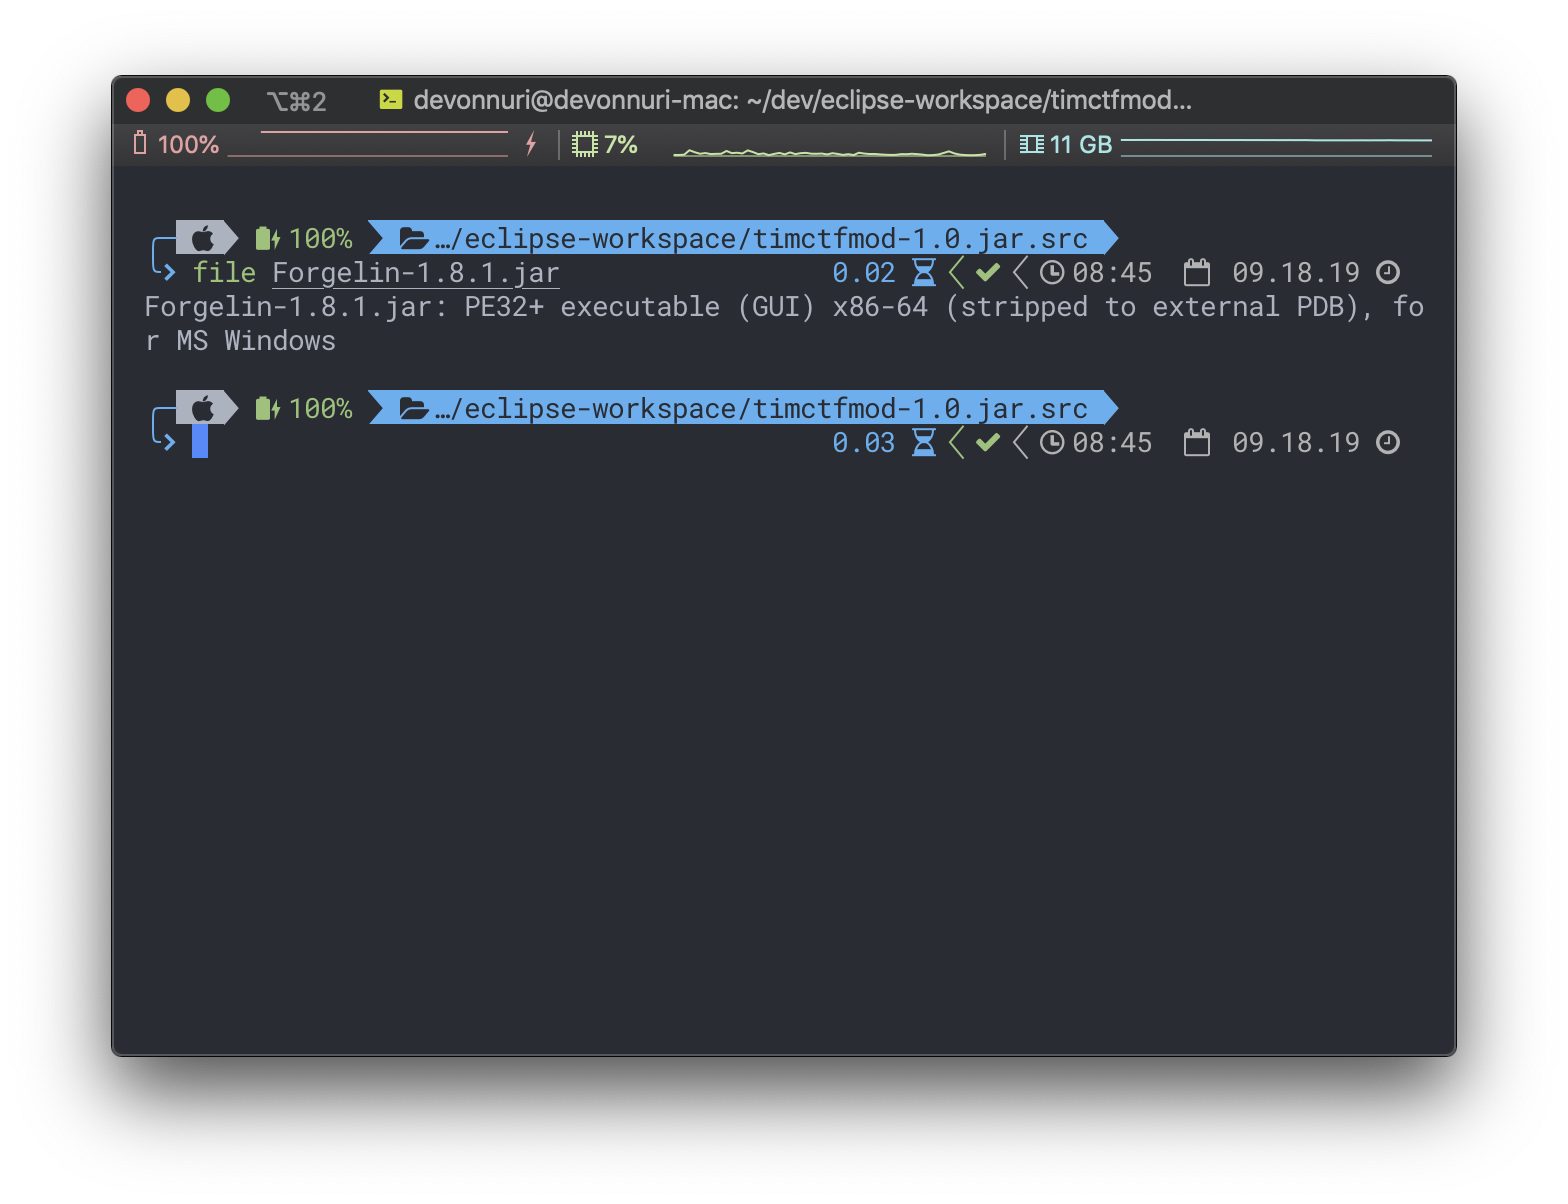 ⌥⌘2 devonnuri@devonnuri-mac: ~/dev/eclipse-workspace/timctfmod...
100% 7% 11 GB
100% …/eclipse-workspace/timctfmod-1.0.jar.src
file Forgelin-1.8.1.jar 0.02 08:45 09.18.19
Forgelin-1.8.1.jar: PE32+ executable (GUI) x86-64 (stripped to external PDB), fo
r MS Windows
100% …/eclipse-workspace/timctfmod-1.0.jar.src
0.03 08:45 09.18.19